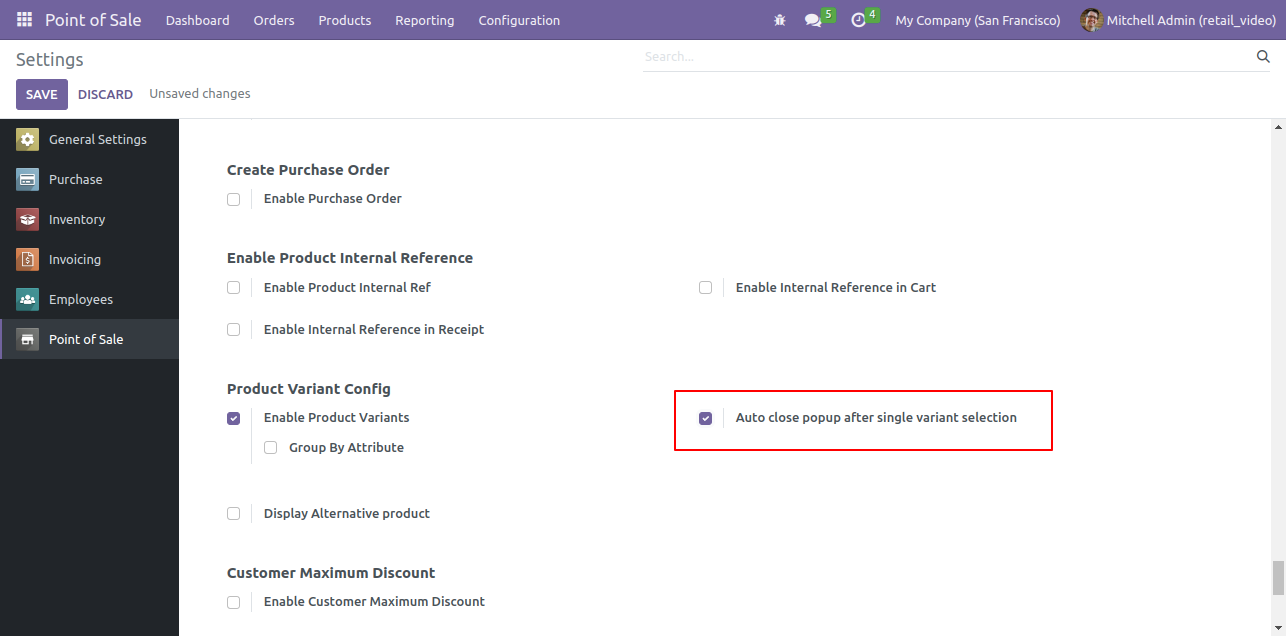 Point of Sale Dashboard Orders Products Reporting Configuration 5 4 My Company (San Francisco) Mitchell Admin (retail_video)
Settings Search...
SAVE DISCARD Unsaved changes
General Settings
Purchase
Inventory
Invoicing
Employees
Point of Sale
Create Purchase Order
Enable Purchase Order
Enable Product Internal Reference
Enable Product Internal Ref Enable Internal Reference in Cart
Enable Internal Reference in Receipt
Product Variant Config
Enable Product Variants Auto close popup after single variant selection
Group By Attribute
Display Alternative product
Customer Maximum Discount
Enable Customer Maximum Discount